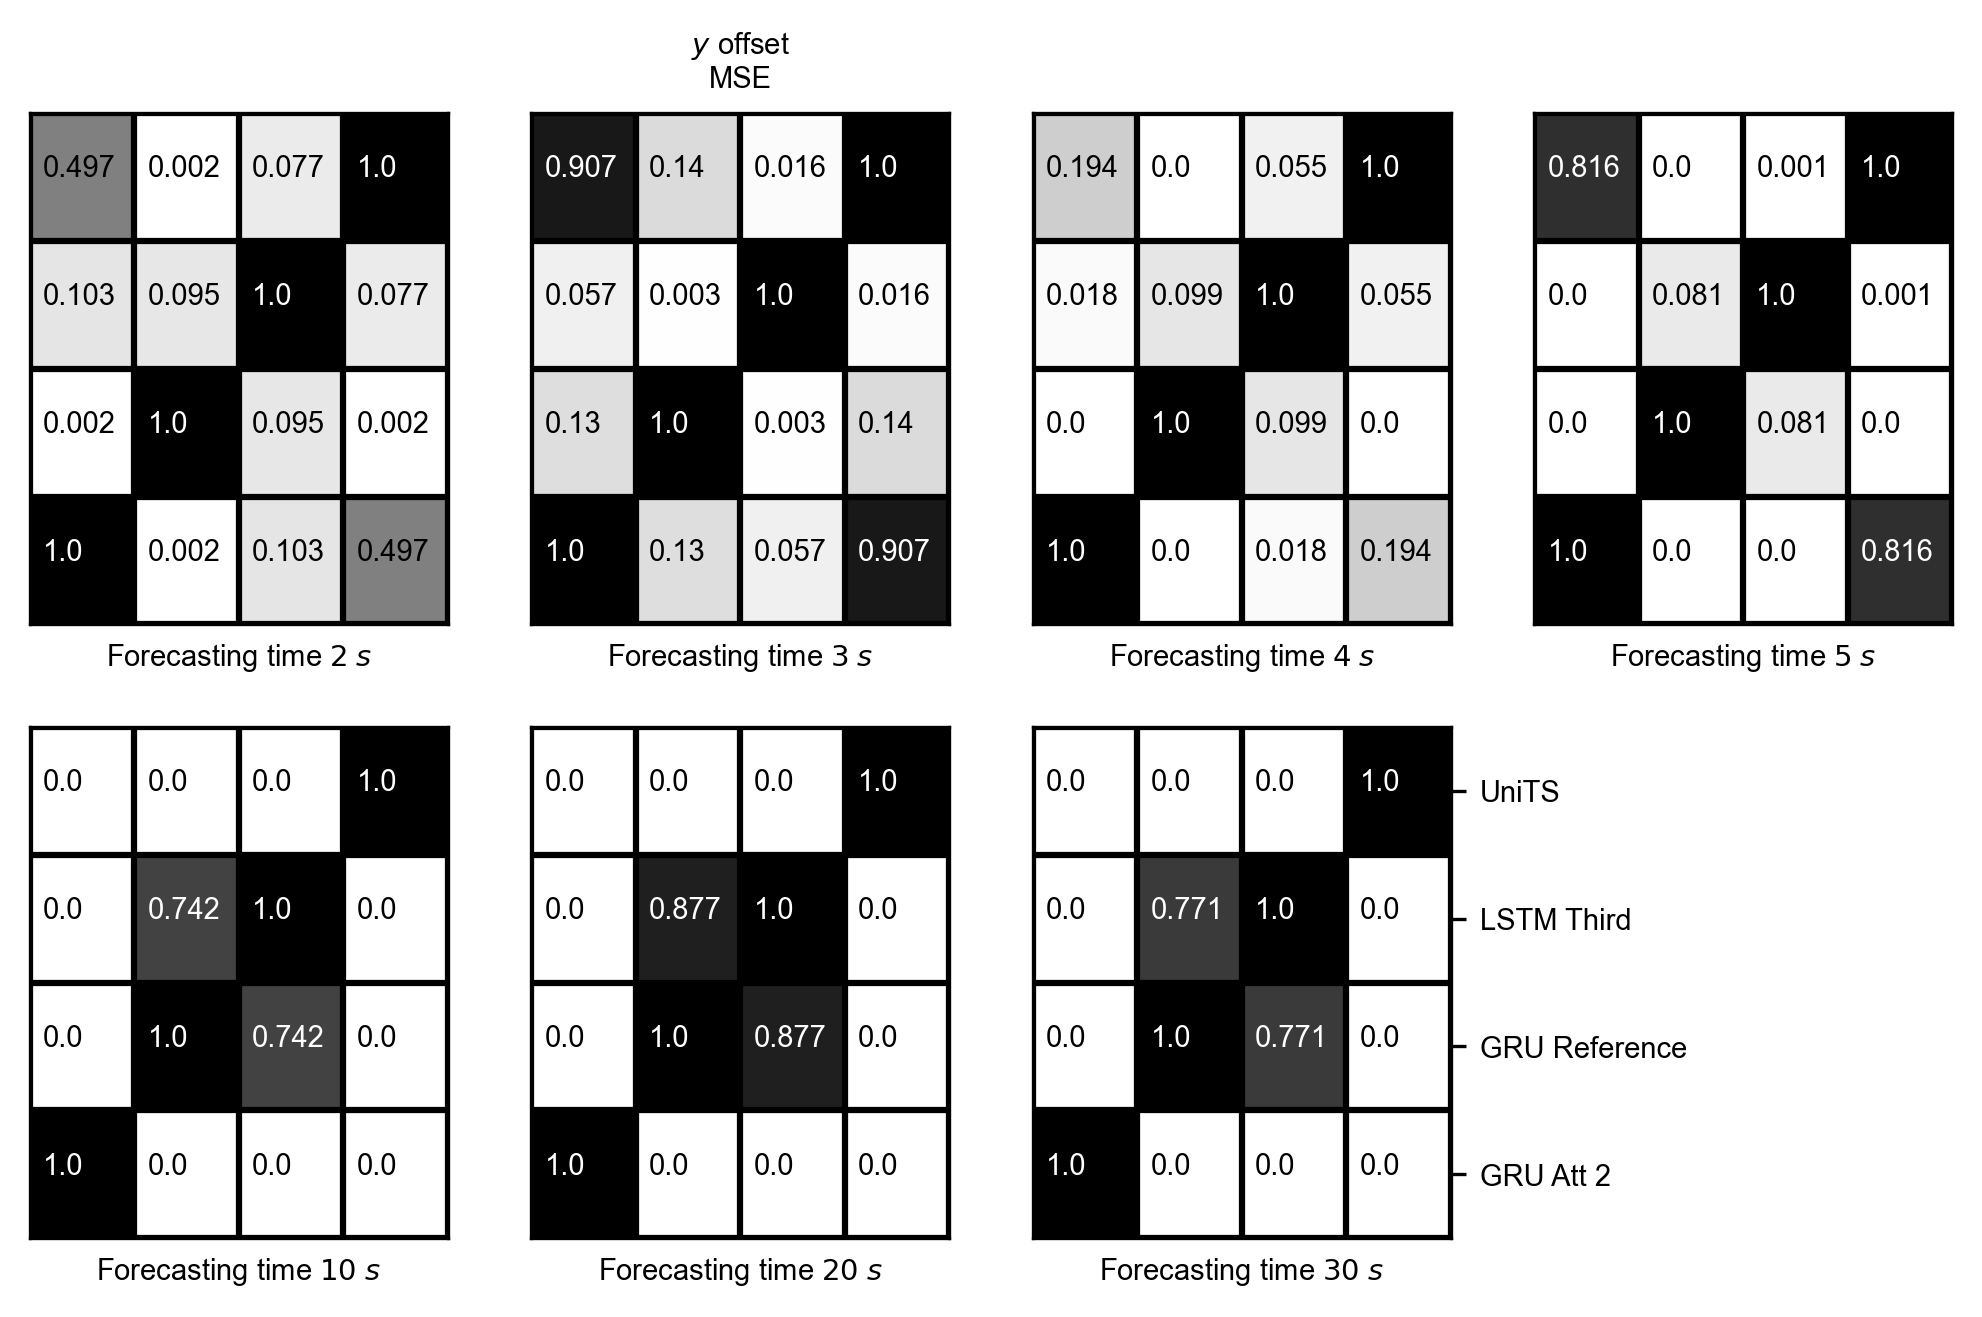 y offset
MSE
0.497 0.002 0.077 1.0
0.103 0.095 1.0 0.077
0.002 1.0 0.095 0.002
1.0 0.002 0.103 0.497
Forecasting time 2 s
0.907 0.14 0.016 1.0
0.057 0.003 1.0 0.016
0.13 1.0 0.003 0.14
1.0 0.13 0.057 0.907
Forecasting time 3 s
0.194 0.0 0.055 1.0
0.018 0.099 1.0 0.055
0.0 1.0 0.099 0.0
1.0 0.0 0.018 0.194
Forecasting time 4 s
0.816 0.0 0.001 1.0
0.0 0.081 1.0 0.001
0.0 1.0 0.081 0.0
1.0 0.0 0.0 0.816
Forecasting time 5 s
0.0 0.0 0.0 1.0
0.0 0.742 1.0 0.0
0.0 1.0 0.742 0.0
1.0 0.0 0.0 0.0
Forecasting time 10 s
0.0 0.0 0.0 1.0
0.0 0.877 1.0 0.0
0.0 1.0 0.877 0.0
1.0 0.0 0.0 0.0
Forecasting time 20 s
0.0 0.0 0.0 1.0 UniTS
0.0 0.771 1.0 0.0 LSTM Third
0.0 1.0 0.771 0.0 GRU Reference
1.0 0.0 0.0 0.0 GRU Att 2
Forecasting time 30 s